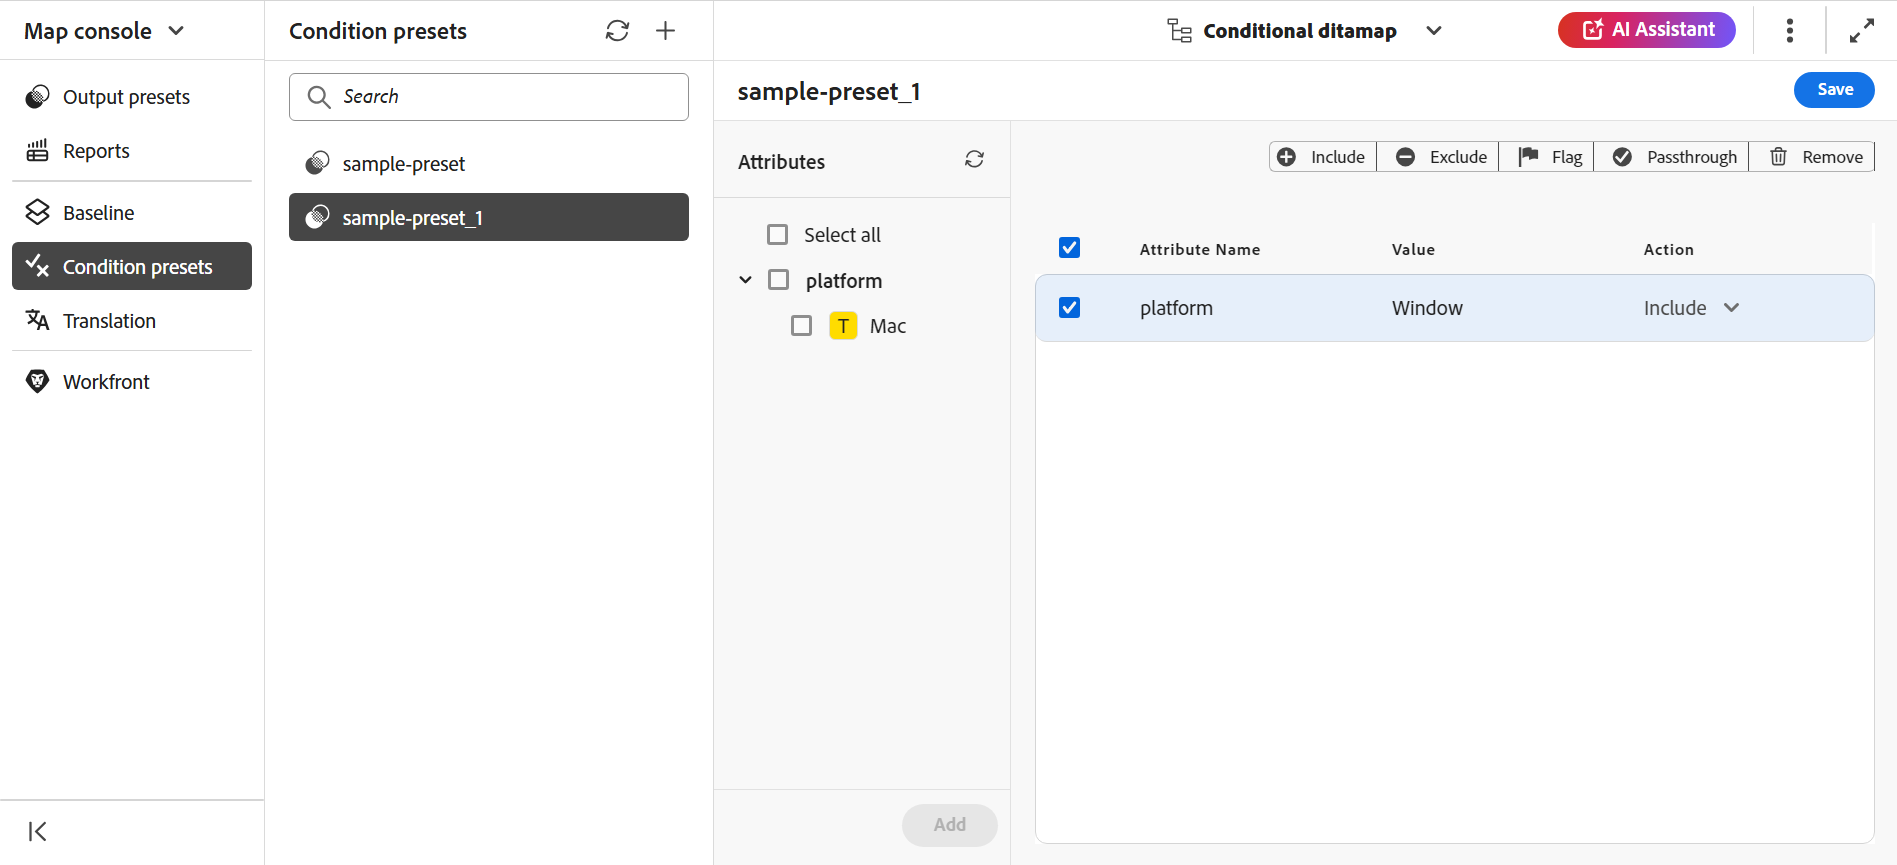 Map console
Output presets
Reports
Baseline
Condition presets
Translation
Workfront
Condition presets
Search
sample-preset
sample-preset_1
Conditional ditamap
AI Assistant
sample-preset_1
Save
Attributes
Select all
platform
T Mac
Add
Include Exclude Flag Passthrough Remove
Attribute Name Value Action
platform Window Include